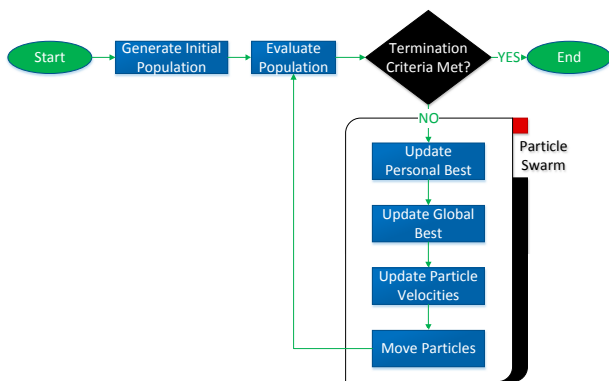 Start
Generate Initial
Population
Evaluate
Population
Termination
Criteria Met?
YES
End
NO
Particle
Swarm
Update
Personal Best
Update Global
Best
Update Particle
Velocities
Move Particles